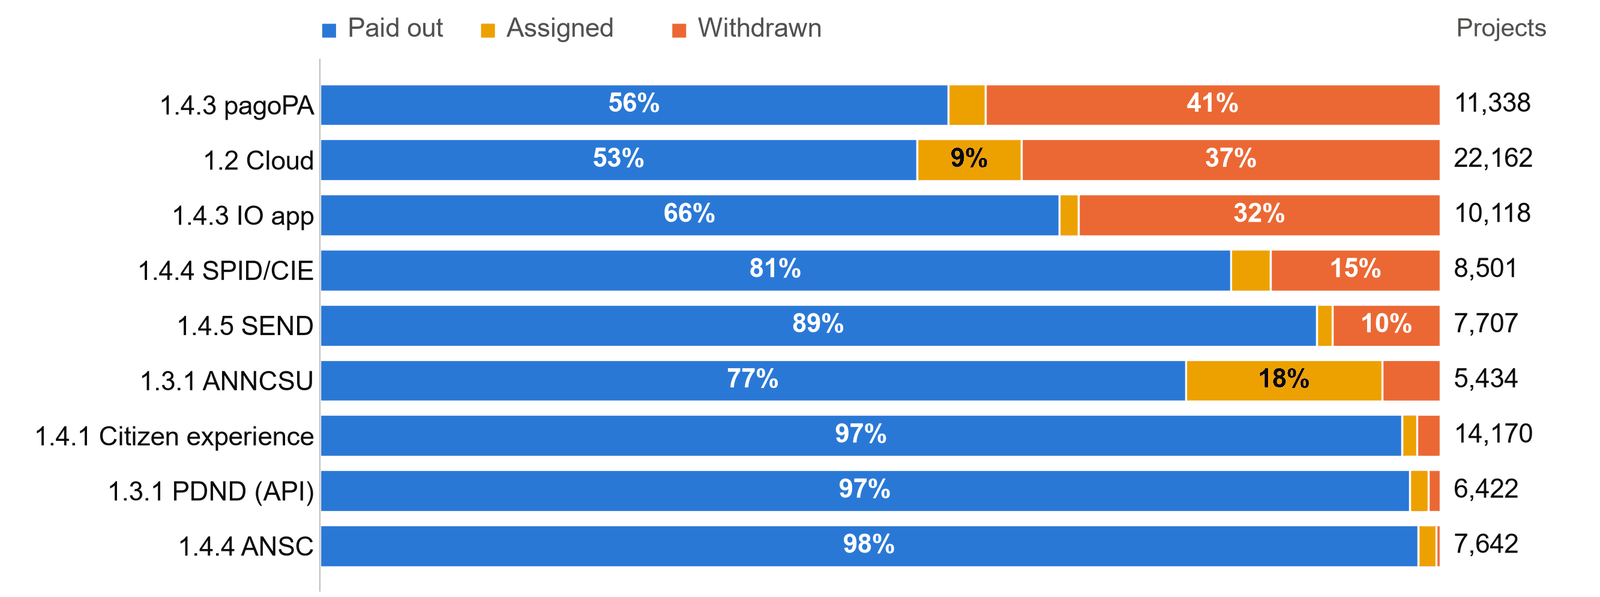 Paid out Assigned Withdrawn Projects
1.4.3 pagoPA 56% 41% 11,338
1.2 Cloud 53% 9% 37% 22,162
1.4.3 IO app 66% 32% 10,118
1.4.4 SPID/CIE 81% 15% 8,501
1.4.5 SEND 89% 10% 7,707
1.3.1 ANNCSU 77% 18% 5,434
1.4.1 Citizen experience 97% 14,170
1.3.1 PDND (API) 97% 6,422
1.4.4 ANSC 98% 7,642